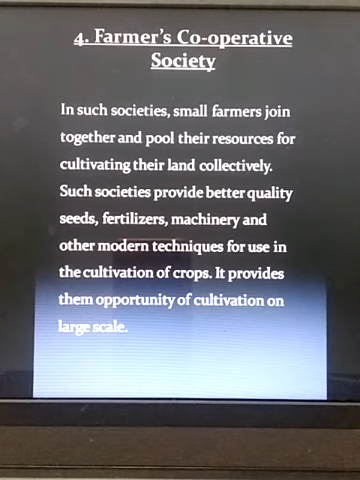 4. Farmer's Co-operative
Society
In such societies, small farmers join
together and pool their resources for
cultivating their land collectively.
Such societies provide better quality
seeds, fertilizers, machinery and
other modern techniques for use in
the cultivation of crops. It provides
them opportunity of cultivation on
large scale.